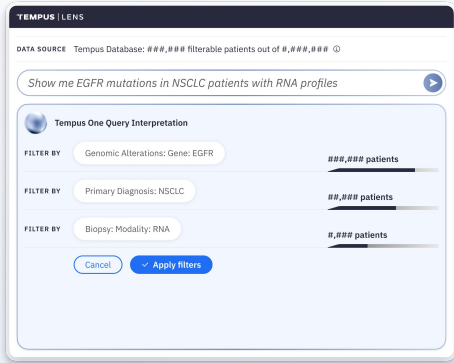 TEMPUS | LENS
DATA SOURCE Tempus Database: ###,### filterable patients out of #,###,### ⓘ
Show me EGFR mutations in NSCLC patients with RNA profiles
Tempus One Query Interpretation
FILTER BY Genomic Alterations: Gene: EGFR
###,### patients
FILTER BY Primary Diagnosis: NSCLC
##,### patients
FILTER BY Biopsy: Modality: RNA
#,### patients
Cancel ✓ Apply filters